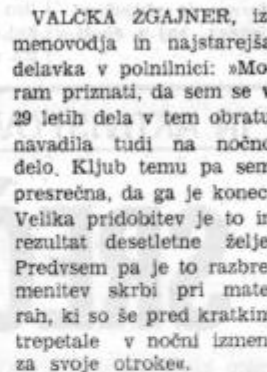 VALČKA ŽGAJNER, iz
menovodja in najstarejša
delavka v polnilnici: »Mo
ram priznati, da sem se v
29 letih dela v tem obratu
navadila tudi na nočno
delo. Kljub temu pa sem
presrečna, da ga je konec
Velika pridobitev je to in
rezultat desetletne želje
Predvsem pa je to razbre
menitev skrbi pri mate
rah, ki so še pred kratkim
trepetale v nočni izmen
za svoje otroke«.